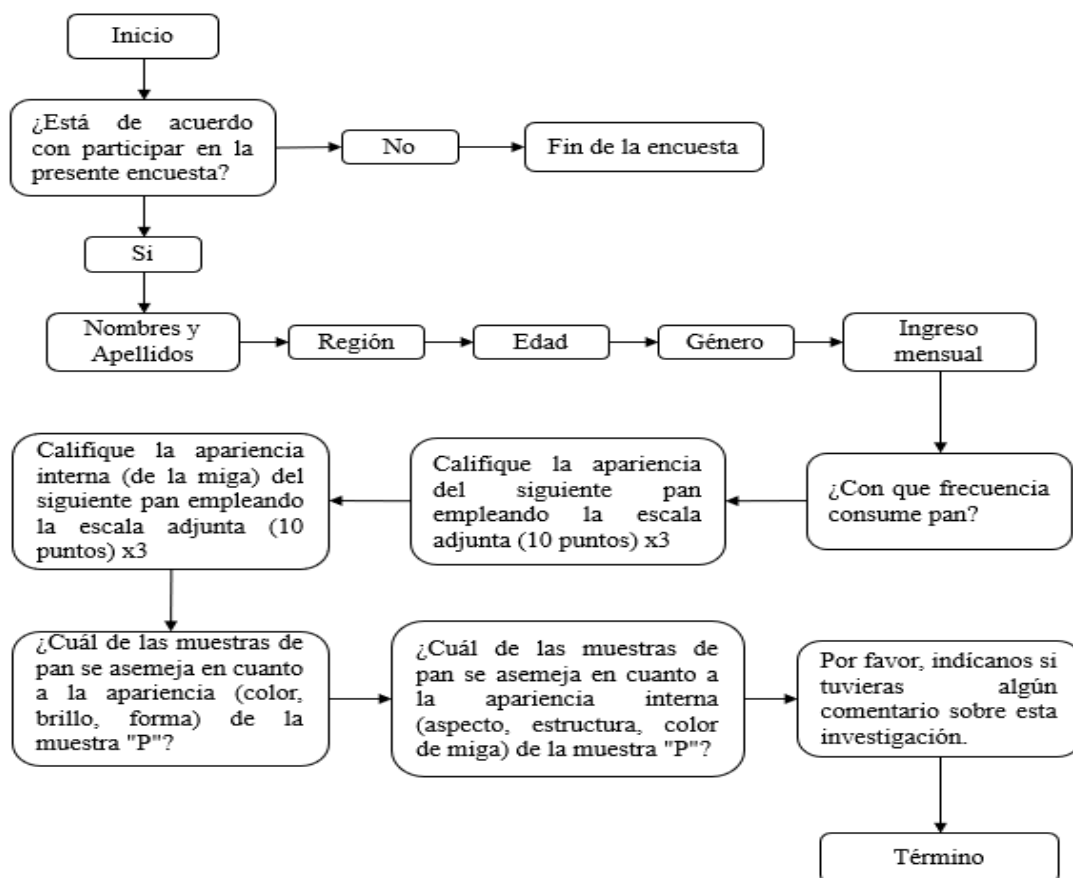 Inicio
¿Está de acuerdo
con participar en la
presente encuesta?
No
Fin de la encuesta
Si
Nombres y
Apellidos
Región
Edad
Género
Ingreso
mensual
¿Con que frecuencia
consume pan?
Califique la apariencia
del siguiente pan
empleando la escala
adjunta (10 puntos) x3
Califique la apariencia
interna (de la miga) del
siguiente pan empleando
la escala adjunta (10
puntos) x3
¿Cuál de las muestras de
pan se asemeja en cuanto
a la apariencia (color,
brillo, forma) de la
muestra "P"?
¿Cuál de las muestras de
pan se asemeja en cuanto a
la apariencia interna
(aspecto, estructura, color
de miga) de la muestra "P"?
Por favor, indícanos si
tuvieras algún
comentario sobre esta
investigación.
Término